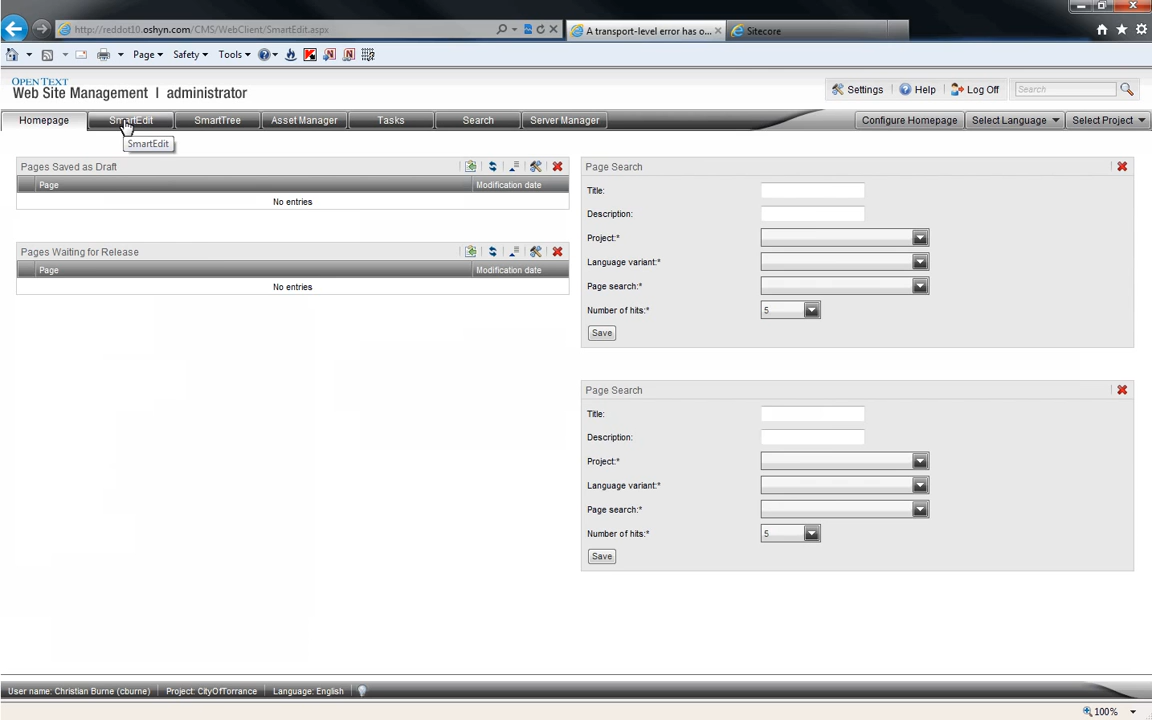 http://reddot10.oshyn.com/CMS/WebClient/SmartEdit.aspx
A transport-level error has o...
Sitecore
Page
Safety
Tools
OPEN TEXT
Web Site Management | administrator
Settings
Help
Log Off
Search
Homepage
SmartEdit
SmartTree
Asset Manager
Tasks
Search
Server Manager
Configure Homepage
Select Language
Select Project
SmartEdit
Pages Saved as Draft
Page
Modification date
No entries
Pages Waiting for Release
Page
Modification date
No entries
Page Search
Title:
Description:
Project:*
Language variant:*
Page search:*
Number of hits:*
5
Save
Page Search
Title:
Description:
Project:*
Language variant:*
Page search:*
Number of hits:*
5
Save
User name: Christian Burne (cburne)
Project: CityOfTorrance
Language: English
100%